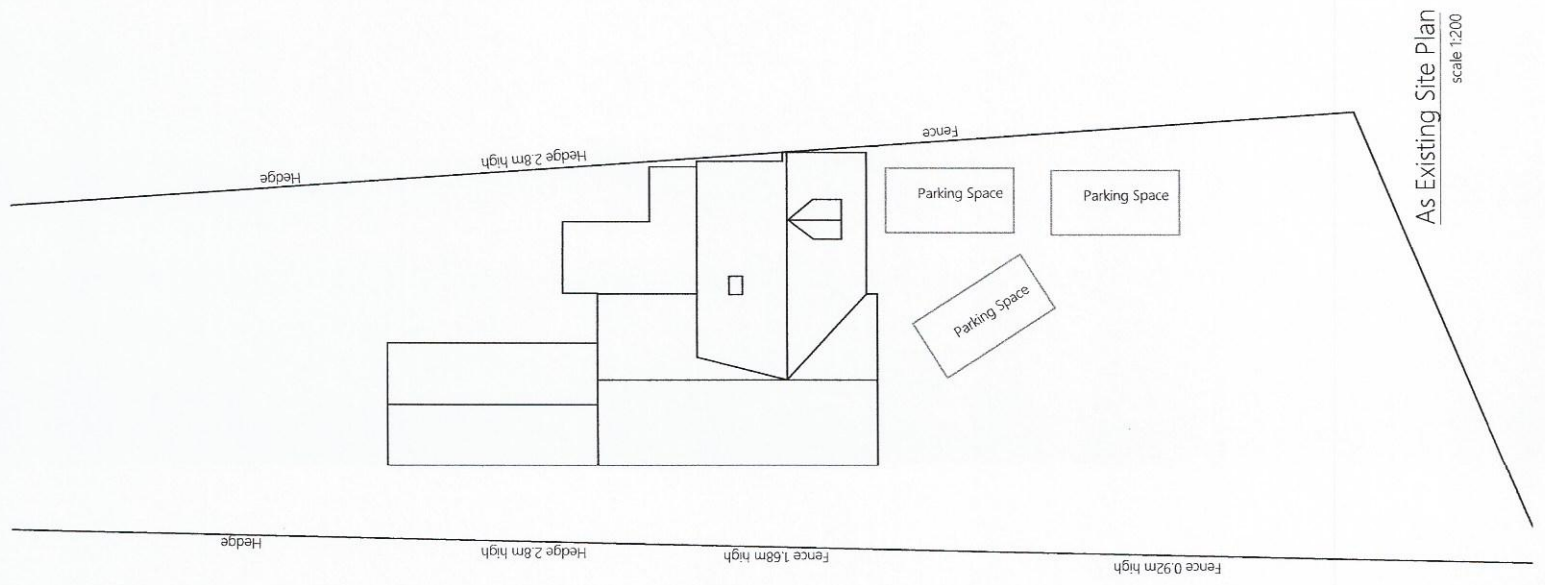 Hedge
Hedge 2.8m high
Fence
Parking Space
Parking Space
Parking Space
Hedge
Hedge 2.8m high
Fence 1.68m high
Fence 0.92m high
As Existing Site Plan
scale 1:200